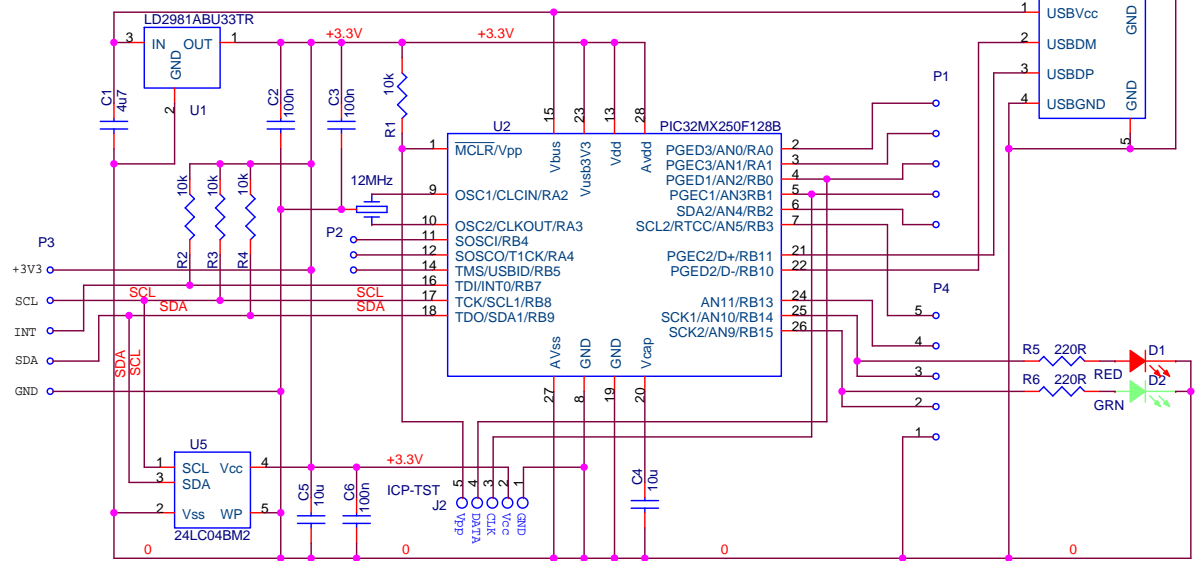 LD2981ABU33TR
3 IN OUT 1
GND
2
U1
+3.3V
+3.3V
C1
4u7
C2
100n
C3
100n
10k
R1
1 USBVcc
2 USBDM
3 USBDP
4 USBGND
GND
GND
5
P1
U2
PIC32MX250F128B
15
23
13
28
Vbus
Vusb3V3
Vdd
Avdd
1 MCLR/Vpp
9 OSC1/CLCIN/RA2
10 OSC2/CLKOUT/RA3
11 SOSCI/RB4
12 SOSCO/T1CK/RA4
14 TMS/USBID/RB5
16 TDI/INT0/RB7
17 TCK/SCL1/RB8
18 TDO/SDA1/RB9
PGED3/AN0/RA0 2
PGEC3/AN1/RA1 3
PGED1/AN2/RB0 4
PGEC1/AN3RB1 5
SDA2/AN4/RB2 6
SCL2/RTCC/AN5/RB3 7
PGEC2/D+/RB11 21
PGED2/D-/RB10 22
AN11/RB13 24
SCK1/AN10/RB14 25
SCK2/AN9/RB15 26
AVss
GND
GND
Vcap
27
8
19
20
12MHz
P2
10k
10k
10k
R2
R3
R4
P3
+3V3
SCL
INT
SDA
GND
SCL
SDA
SCL
SDA
SDA
SCL
P4
5
4
3
2
1
R5 220R
RED
D1
R6 220R
GRN
D2
U5
1 SCL Vcc 4
3 SDA
2 Vss WP 5
24LC04BM2
+3.3V
C5
10u
C6
100n
ICP-TST
J2
5
4
3
2
1
Vpp
DATA
CLK
Vcc
GND
C4
10u
0
0
0
0